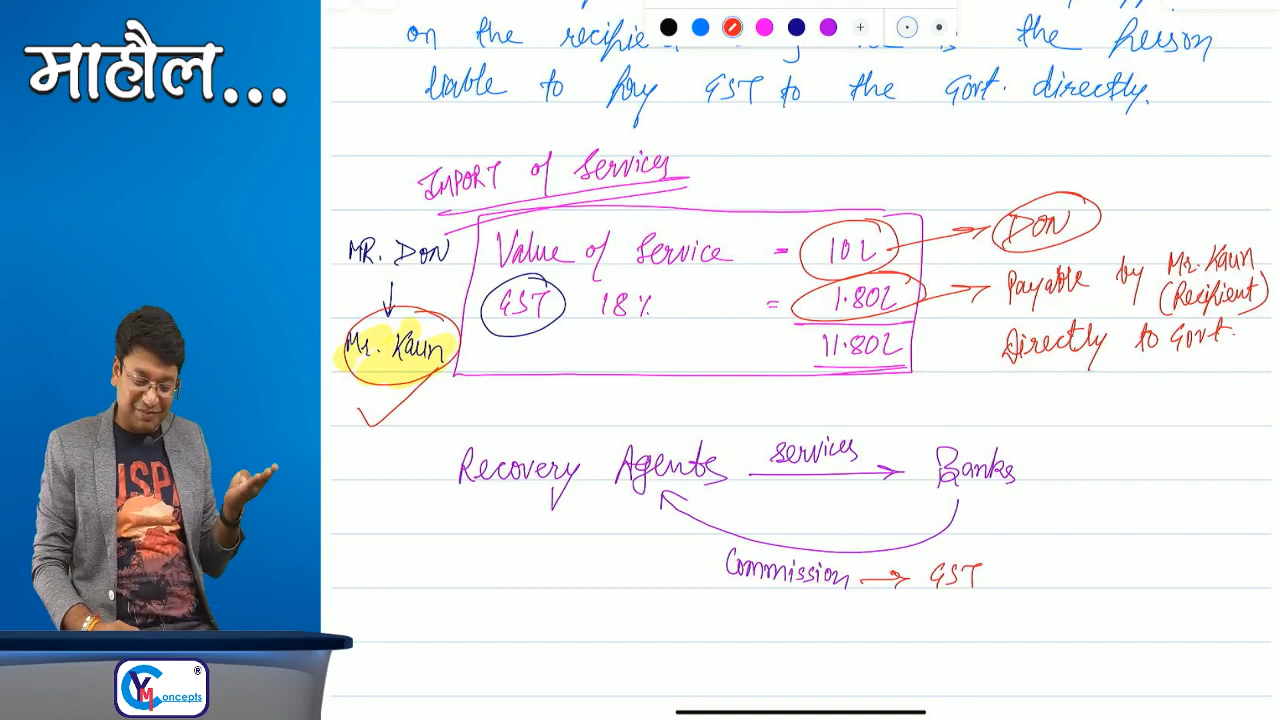 माहौल...
on the recipie the person
liable to pay GST to the Govt. directly.
IMPORT of Services
MR. DON
Mr. Kaun
Value of Service = 10L
GST 18% = 1.80L
11.80L
DON
Payable by Mr. Kaun
(Recipient)
Directly to Govt.
Recovery Agents services Banks
Commission → GST
CYM Concepts ®